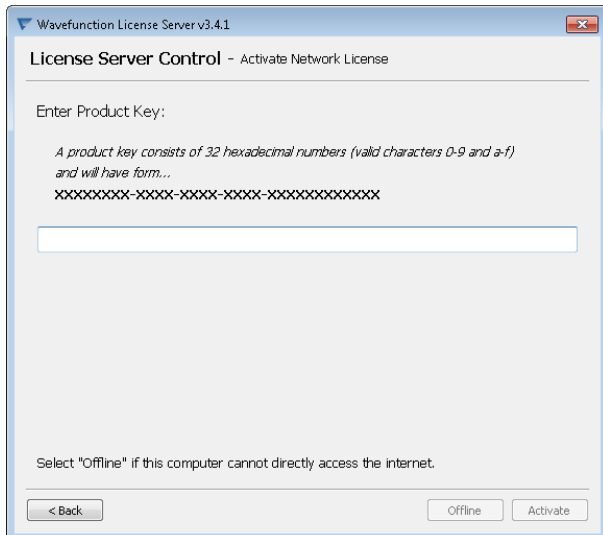 Wavefunction License Server v3.4.1
License Server Control - Activate Network License
Enter Product Key:
A product key consists of 32 hexadecimal numbers (valid characters 0-9 and a-f)
and will have form...
XXXXXXXX-XXXX-XXXX-XXXX-XXXXXXXXXXXX
Select "Offline" if this computer cannot directly access the internet.
< Back
Offline
Activate